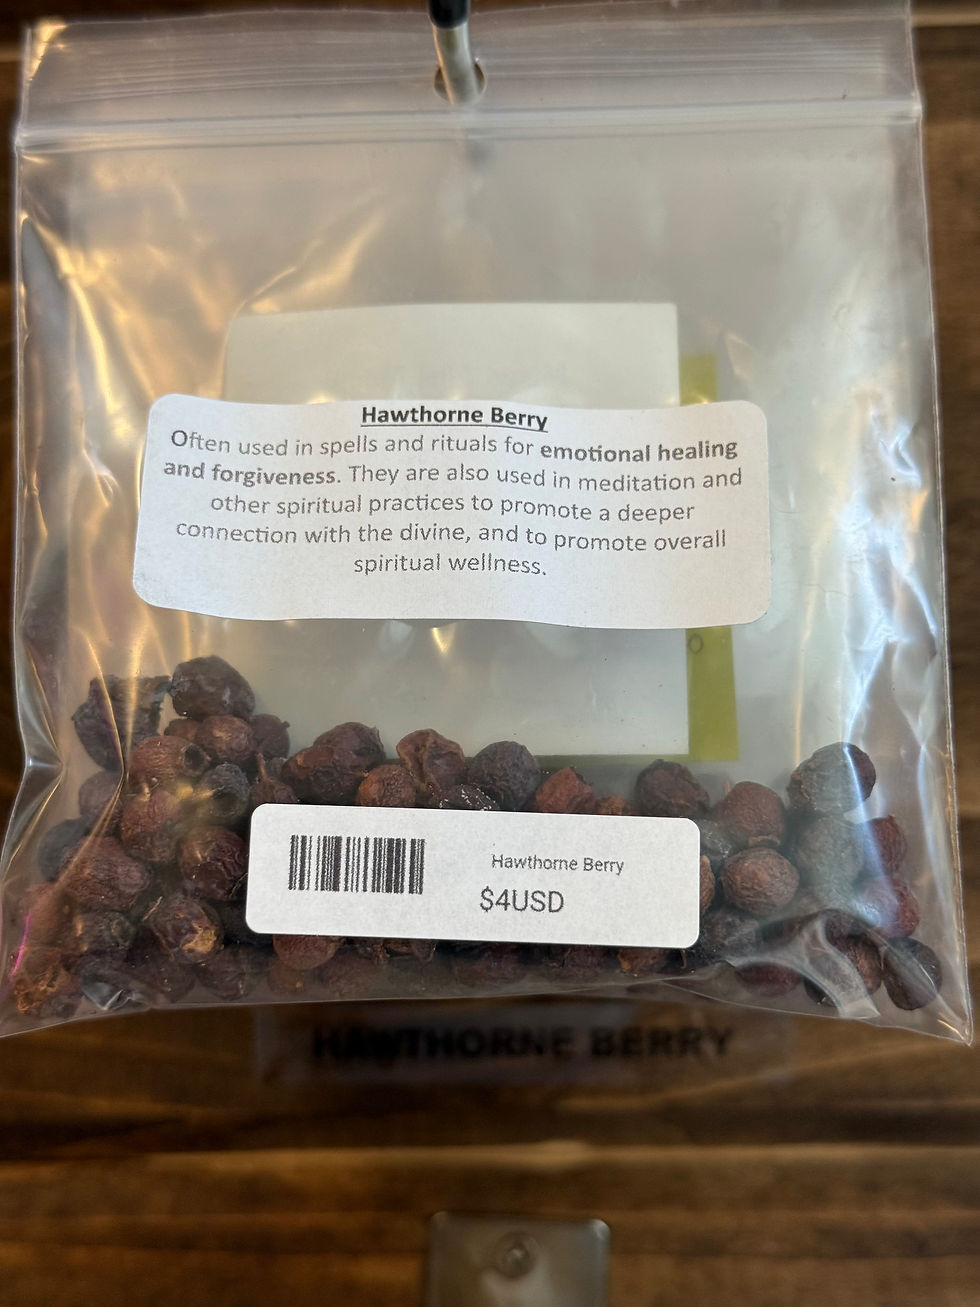 Hawthorne Berry
Often used in spells and rituals for emotional healing
and forgiveness. They are also used in meditation and
other spiritual practices to promote a deeper
connection with the divine, and to promote overall
spiritual wellness.
Hawthorne Berry
$4USD
HAWTHORNE BERRY